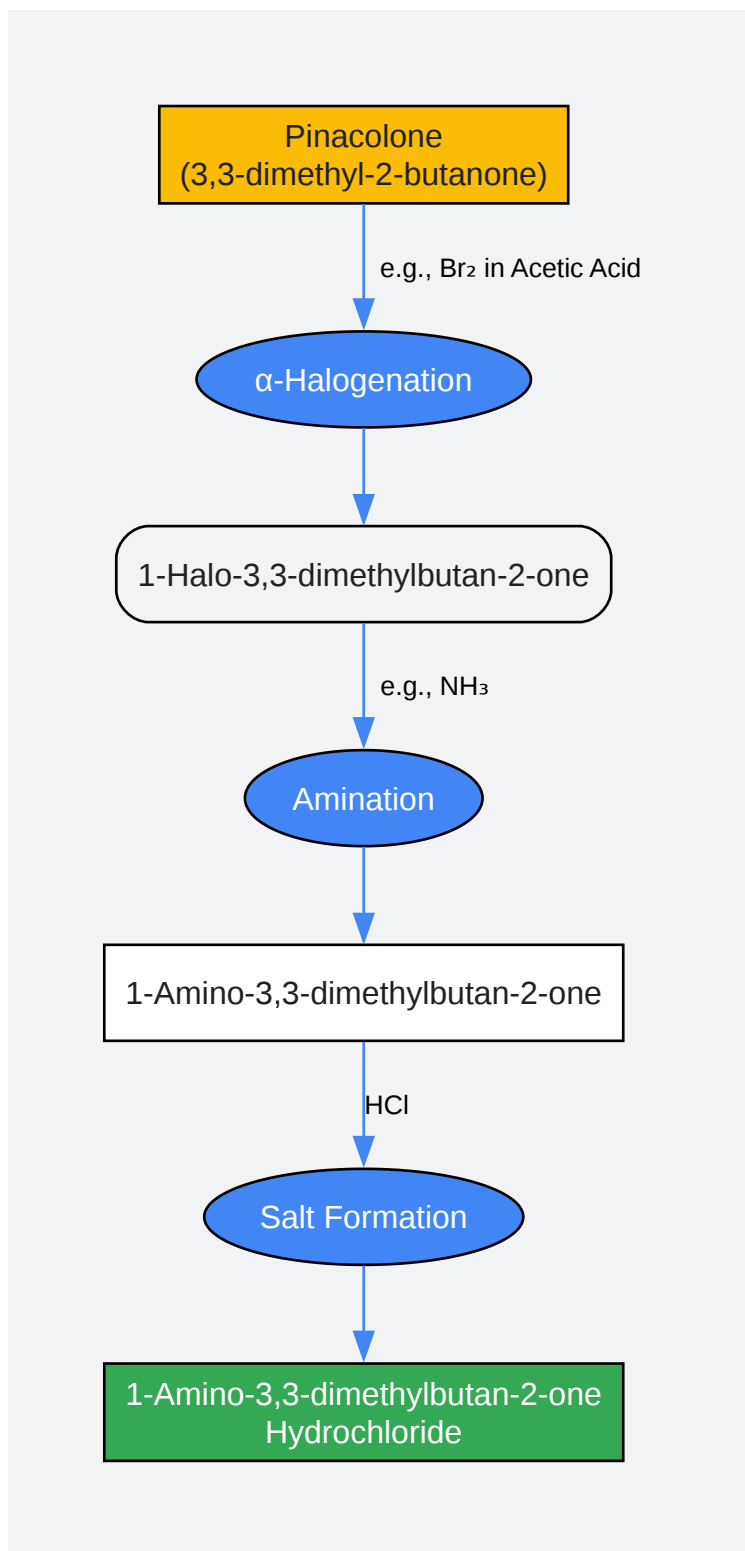 Pinacolone
(3,3-dimethyl-2-butanone)
e.g., Br₂ in Acetic Acid
α-Halogenation
1-Halo-3,3-dimethylbutan-2-one
e.g., NH₃
Amination
1-Amino-3,3-dimethylbutan-2-one
HCl
Salt Formation
1-Amino-3,3-dimethylbutan-2-one
Hydrochloride